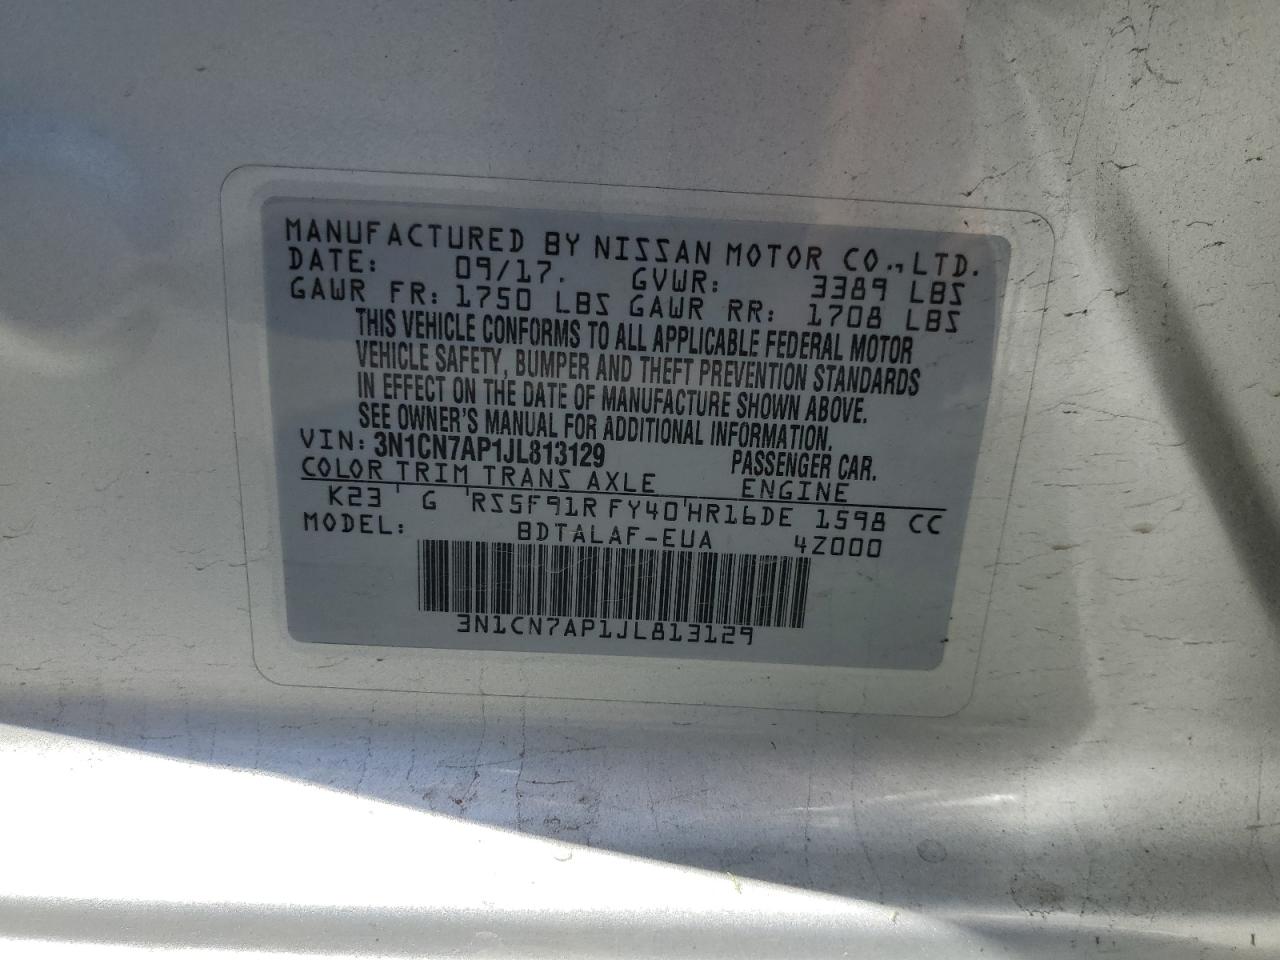 MANUFACTURED BY NISSAN MOTOR CO.,LTD.
DATE: 09/17. GVWR: 3389 LBS
GAWR FR: 1750 LBS GAWR RR: 1708 LBS
THIS VEHICLE CONFORMS TO ALL APPLICABLE FEDERAL MOTOR
VEHICLE SAFETY, BUMPER AND THEFT PREVENTION STANDARDS
IN EFFECT ON THE DATE OF MANUFACTURE SHOWN ABOVE.
SEE OWNER'S MANUAL FOR ADDITIONAL INFORMATION.
VIN: 3N1CN7AP1JL813129 PASSENGER CAR.
COLOR TRIM TRANS AXLE ENGINE
K23 G RS5F91R FY40 HR16DE 1598 CC
MODEL: BDTALAF-EUA 4Z000
3N1CN7AP1JL813129